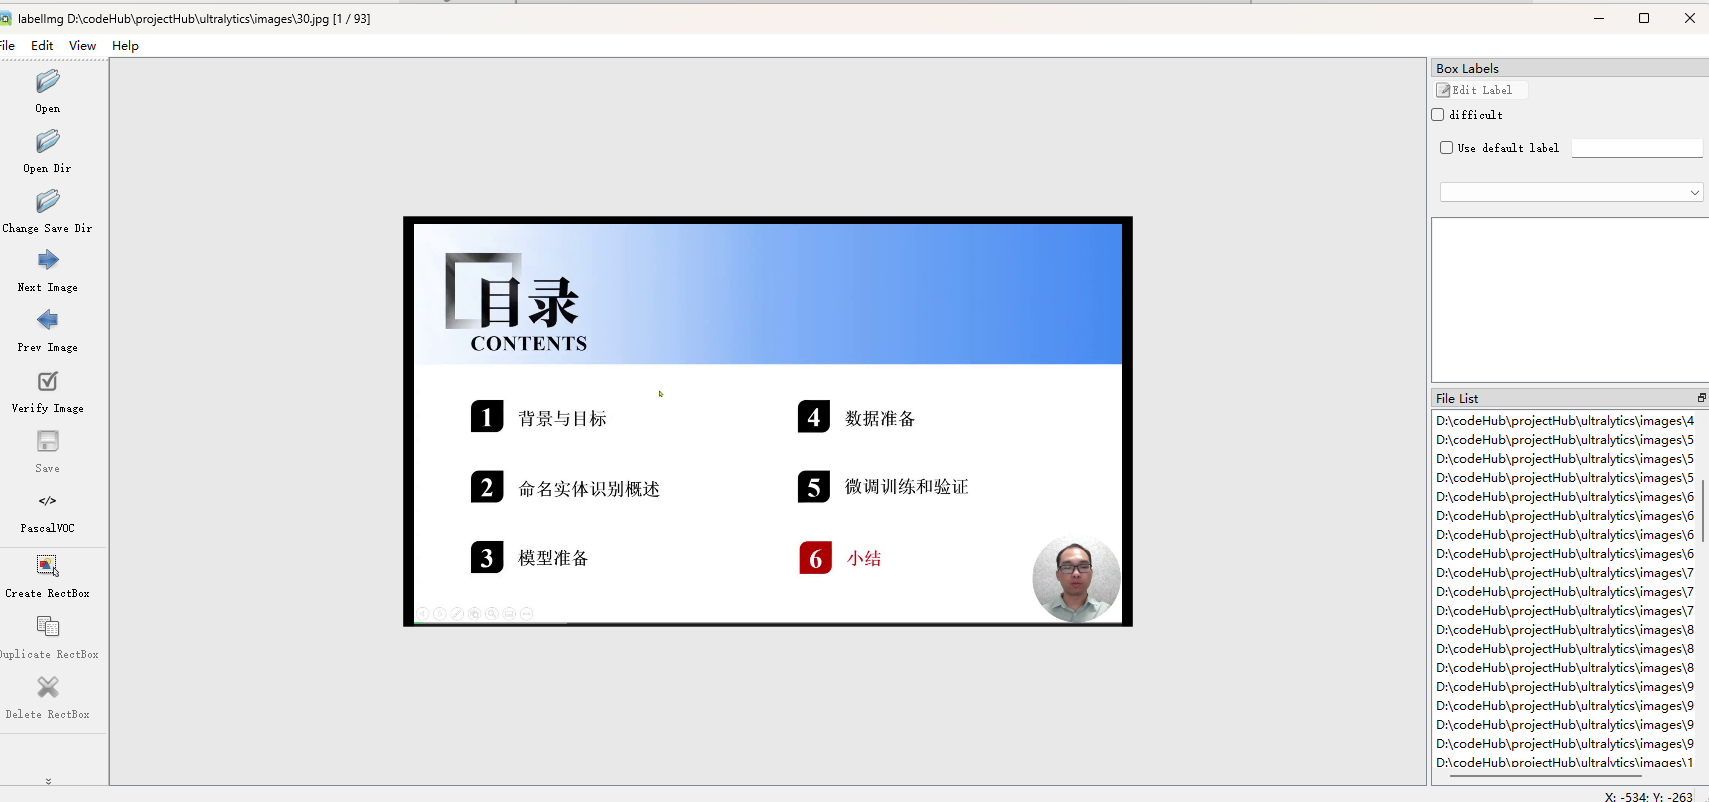 labelImg D:\codeHub\projectHub\ultralytics\images\30.jpg [1 / 93]
File Edit View Help
Open
Open Dir
Change Save Dir
Next Image
Prev Image
Verify Image
Save
</>
PascalVOC
Create RectBox
Duplicate RectBox
Delete RectBox
目录
CONTENTS
1 背景与目标
2 命名实体识别概述
3 模型准备
4 数据准备
5 微调训练和验证
6 小结
Box Labels
Edit Label
difficult
Use default label
File List
D:\codeHub\projectHub\ultralytics\images\4
D:\codeHub\projectHub\ultralytics\images\5
D:\codeHub\projectHub\ultralytics\images\5
D:\codeHub\projectHub\ultralytics\images\5
D:\codeHub\projectHub\ultralytics\images\6
D:\codeHub\projectHub\ultralytics\images\6
D:\codeHub\projectHub\ultralytics\images\6
D:\codeHub\projectHub\ultralytics\images\6
D:\codeHub\projectHub\ultralytics\images\7
D:\codeHub\projectHub\ultralytics\images\7
D:\codeHub\projectHub\ultralytics\images\7
D:\codeHub\projectHub\ultralytics\images\8
D:\codeHub\projectHub\ultralytics\images\8
D:\codeHub\projectHub\ultralytics\images\8
D:\codeHub\projectHub\ultralytics\images\9
D:\codeHub\projectHub\ultralytics\images\9
D:\codeHub\projectHub\ultralytics\images\9
D:\codeHub\projectHub\ultralytics\images\9
D:\codeHub\projectHub\ultralytics\images\1
X: -534; Y: -263